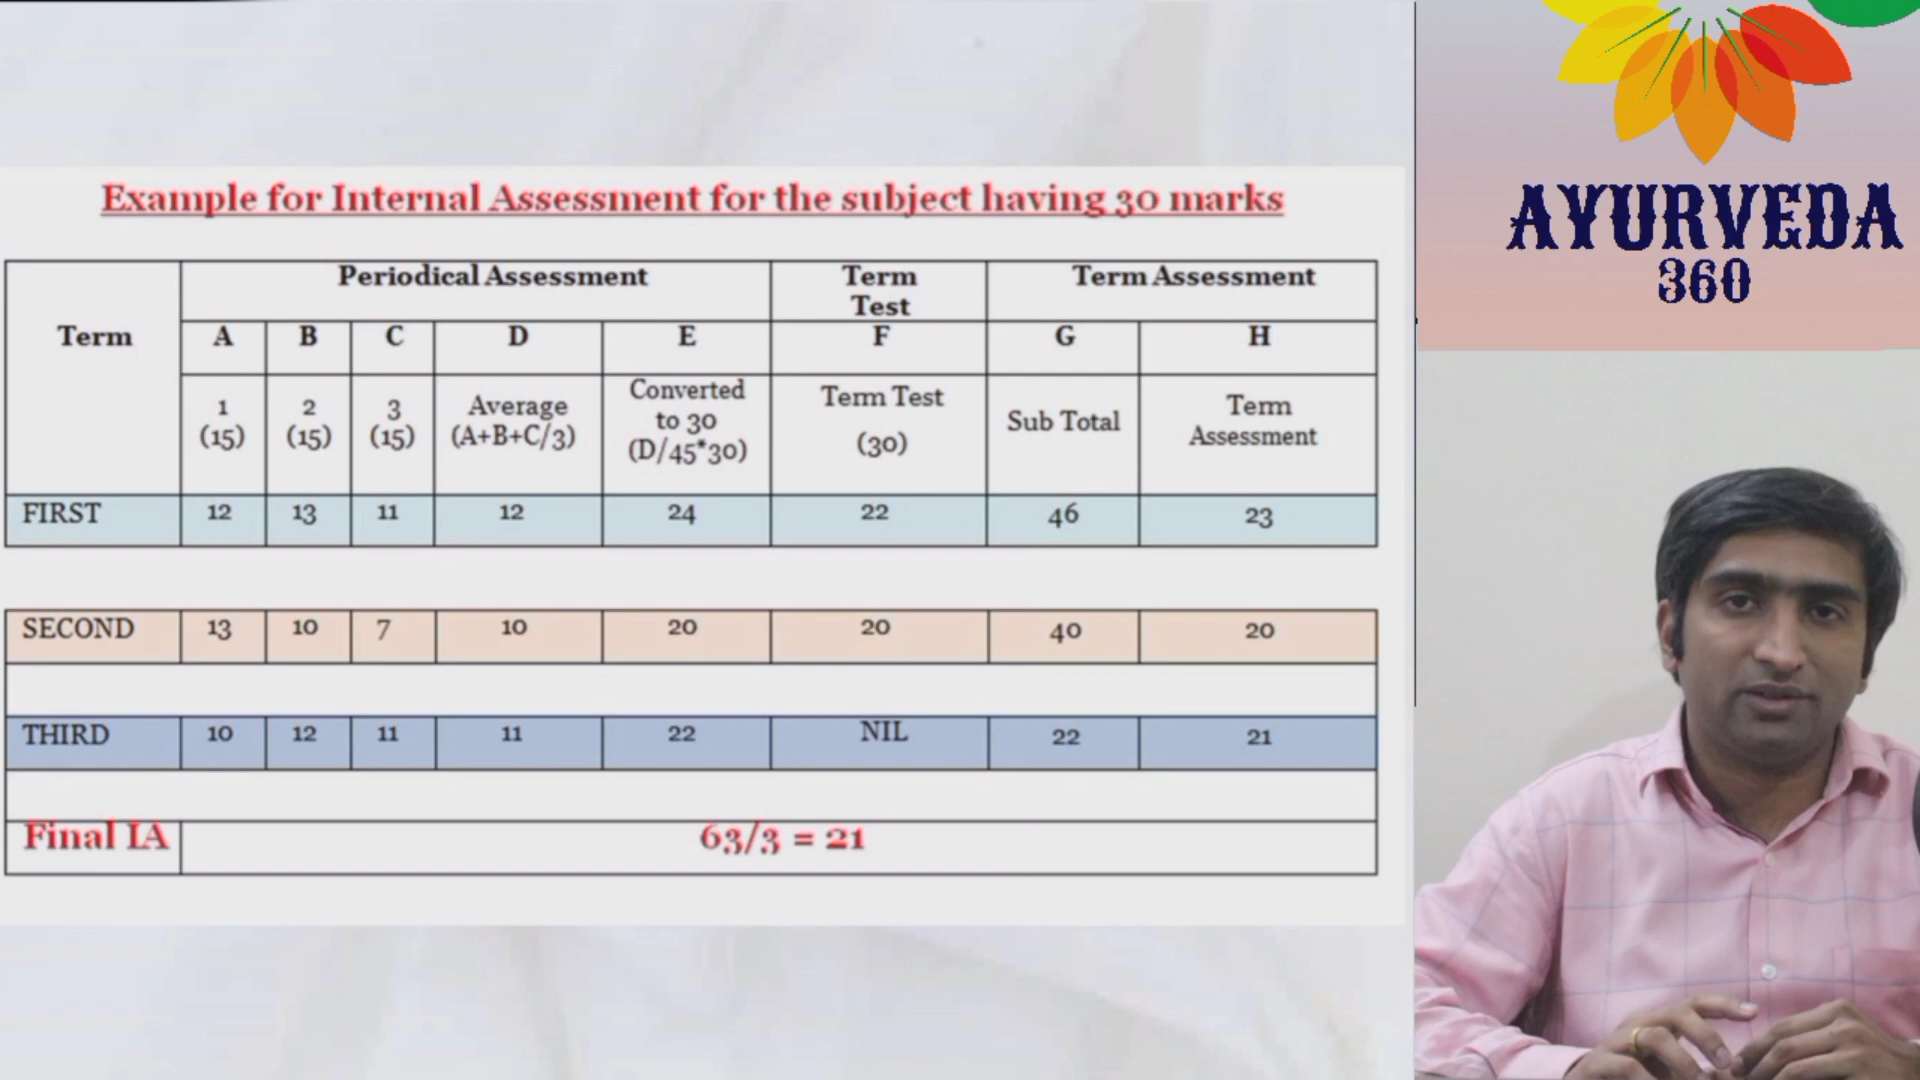 Example for Internal Assessment for the subject having 30 marks
Term
Periodical Assessment
Term
Test
Term Assessment
A B C D E F G H
1
(15)
2
(15)
3
(15)
Average
(A+B+C/3)
Converted
to 30
(D/45*30)
Term Test
(30)
Sub Total
Term
Assessment
FIRST 12 13 11 12 24 22 46 23
SECOND 13 10 7 10 20 20 40 20
THIRD 10 12 11 11 22 NIL 22 21
Final IA 63/3 = 21
AYURVEDA
360